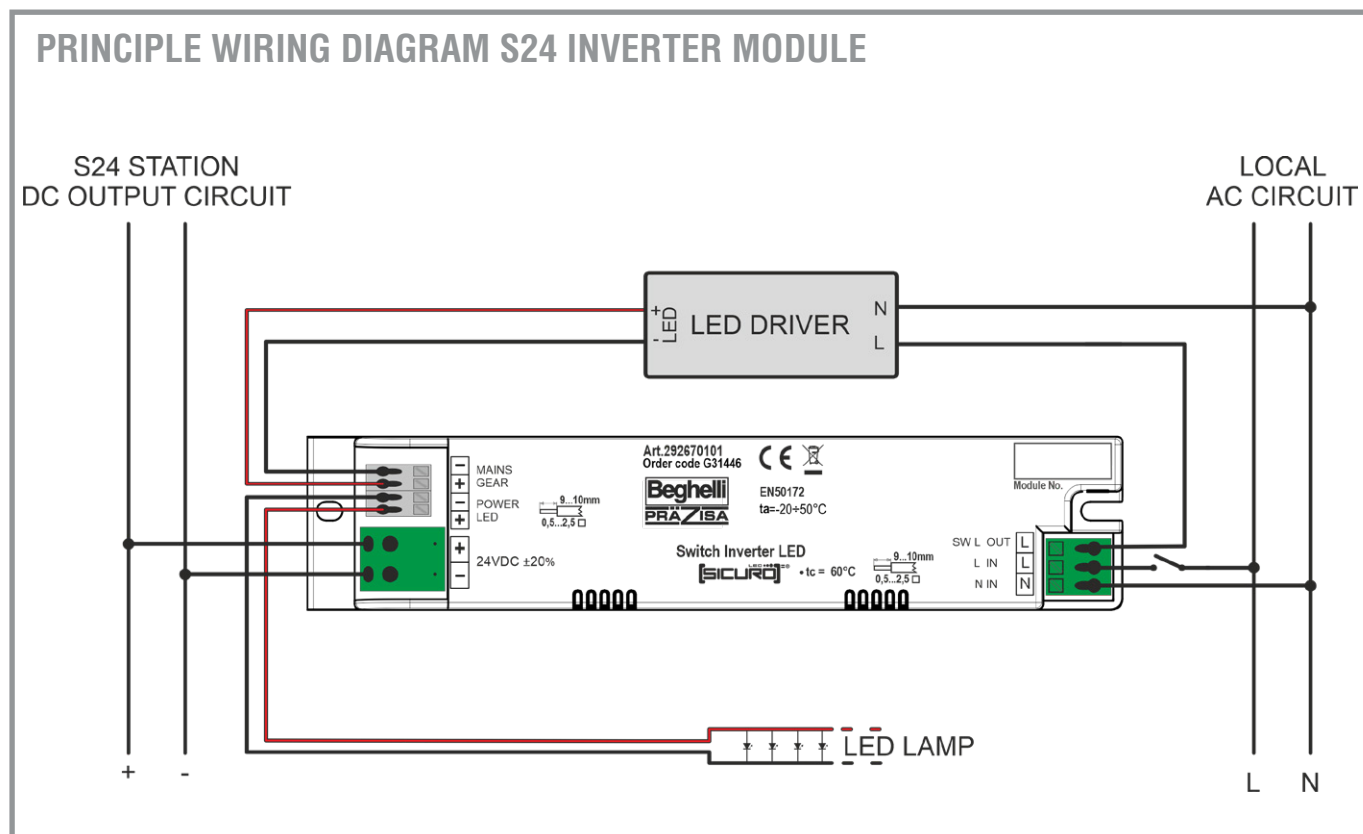 PRINCIPLE WIRING DIAGRAM S24 INVERTER MODULE
S24 STATION
DC OUTPUT CIRCUIT
LOCAL
AC CIRCUIT
+
-
LED
LED DRIVER
N
L
- MAINS
+ GEAR
- POWER
+ LED
+
24VDC ±20%
-
9...10mm
0,5...2,5 □
Art.292670101
Order code G31446
CE
Beghelli
PRÄZISA
EN50172
ta=-20÷50°C
Module No.
Switch Inverter LED
SICURO
LED
• tc = 60°C
9...10mm
0,5...2,5 □
SW L OUT L
L IN L
N IN N
LED LAMP
+ -
L N